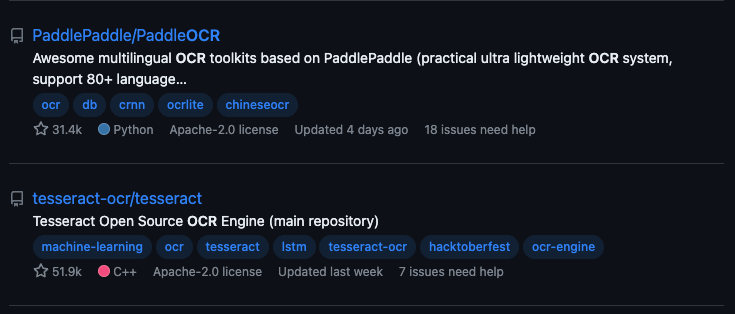 PaddlePaddle/PaddleOCR
Awesome multilingual OCR toolkits based on PaddlePaddle (practical ultra lightweight OCR system,
support 80+ language...
ocr db crnn ocrlite chineseocr
31.4k Python Apache-2.0 license Updated 4 days ago 18 issues need help
tesseract-ocr/tesseract
Tesseract Open Source OCR Engine (main repository)
machine-learning ocr tesseract lstm tesseract-ocr hacktoberfest ocr-engine
51.9k C++ Apache-2.0 license Updated last week 7 issues need help